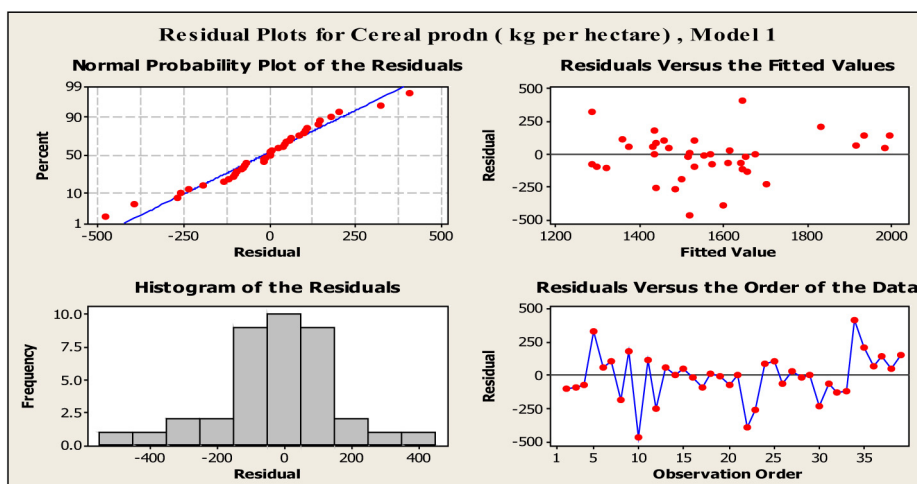 Residual Plots for Cereal prodn ( kg per hectare) , Model 1
Normal Probability Plot of the Residuals
99
90
50
10
1
Percent
-500 -250 0 250 500
Residual
Residuals Versus the Fitted Values
500
250
0
-250
-500
Residual
1200 1400 1600 1800 2000
Fitted Value
Histogram of the Residuals
10.0
7.5
5.0
2.5
0.0
Frequency
-400 -200 0 200 400
Residual
Residuals Versus the Order of the Data
500
250
0
-250
-500
Residual
1 5 10 15 20 25 30 35
Observation Order